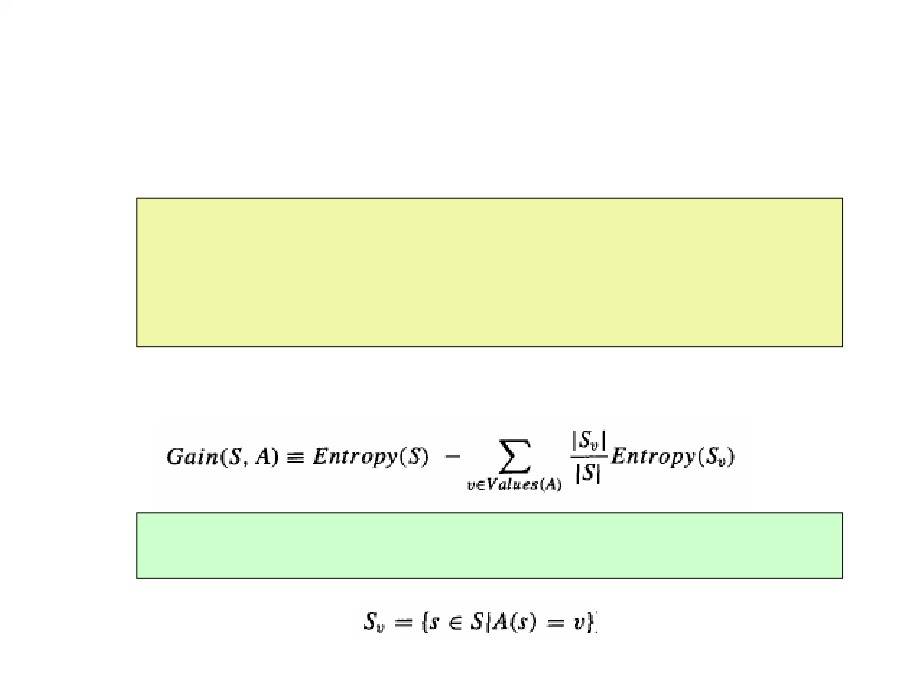 Gain(S, A) ≡ Entropy(S) − ∑_{v∈Values(A)} |S_v|/|S| Entropy(S_v)
S_v = {s ∈ S|A(s) = v}